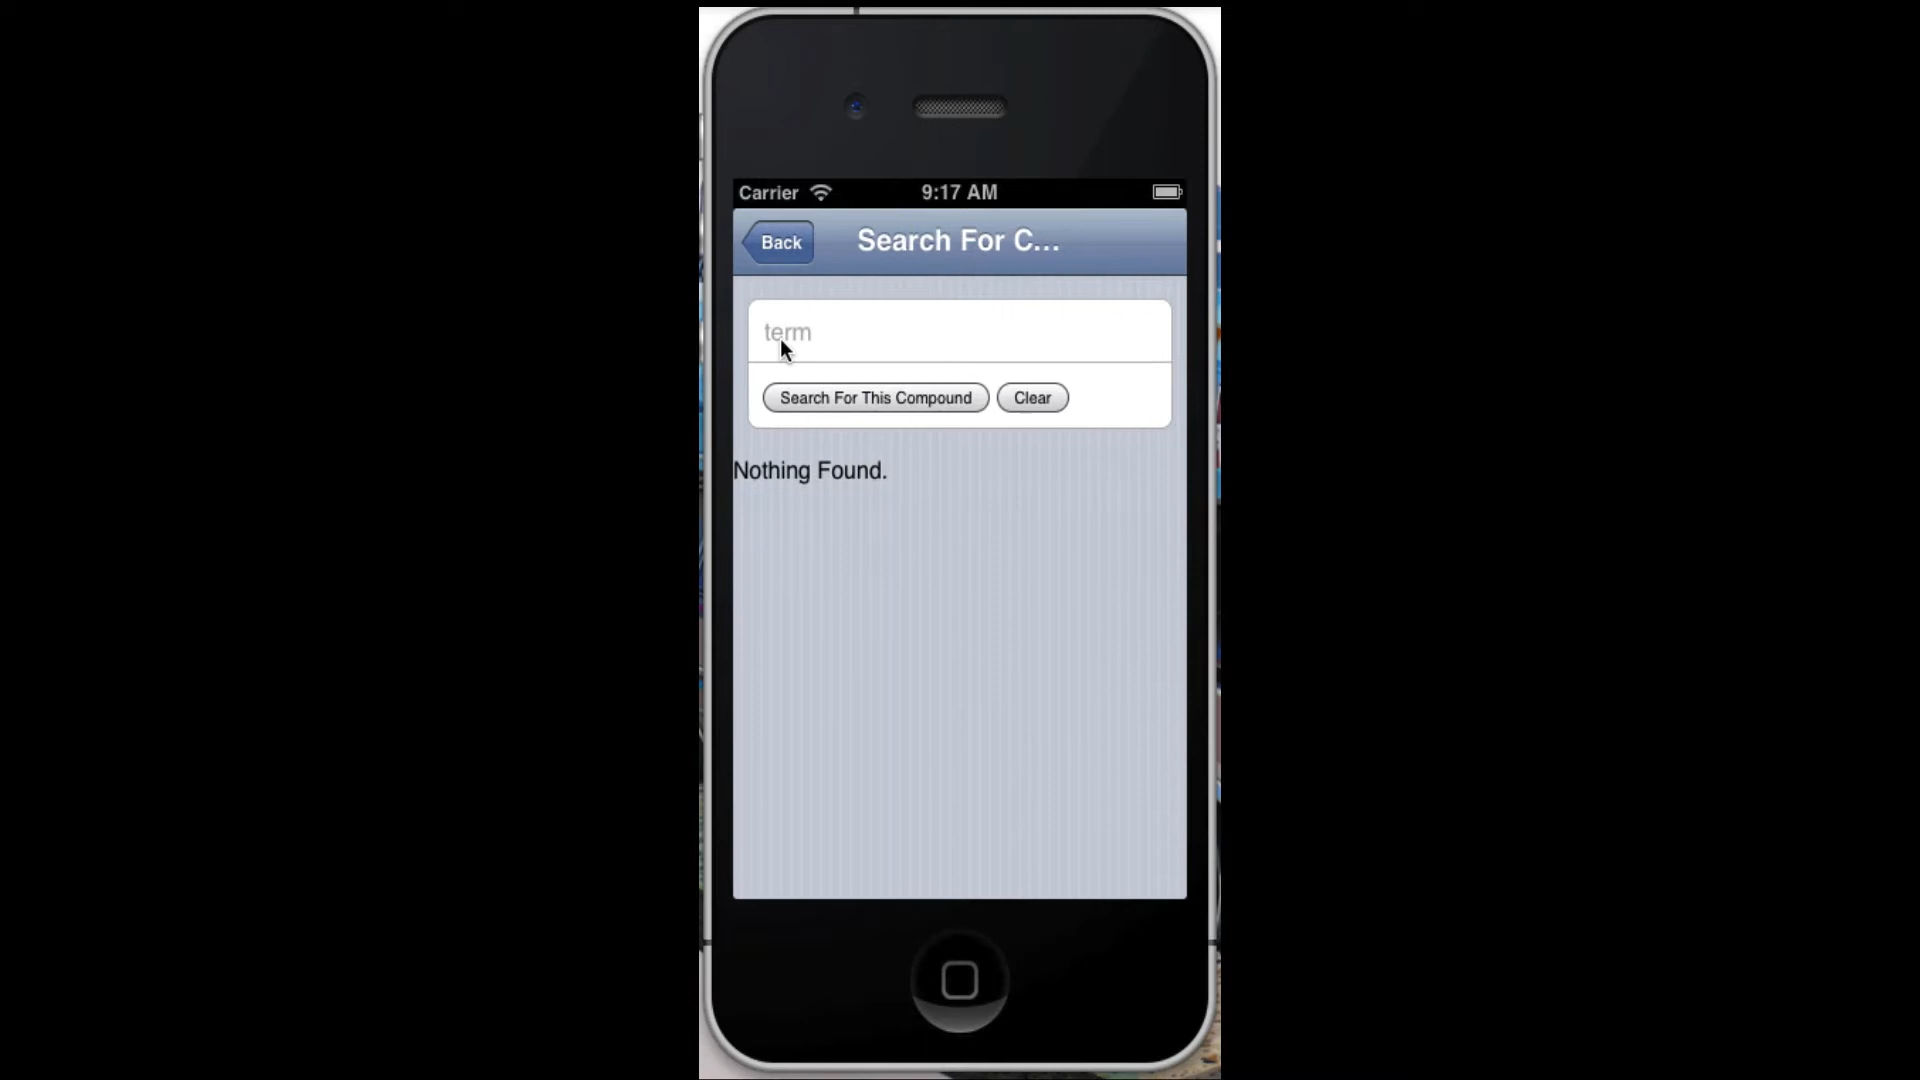 Carrier 9:17 AM
Back Search For C...
term
Search For This Compound Clear
Nothing Found.